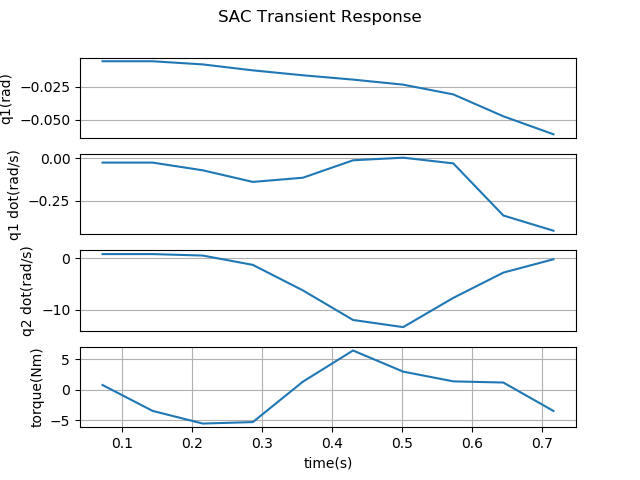 SAC Transient Response
q1(rad)
−0.025
−0.050
q1 dot(rad/s)
0.00
−0.25
q2 dot(rad/s)
0
−10
torque(Nm)
5
0
−5
0.1 0.2 0.3 0.4 0.5 0.6 0.7
time(s)